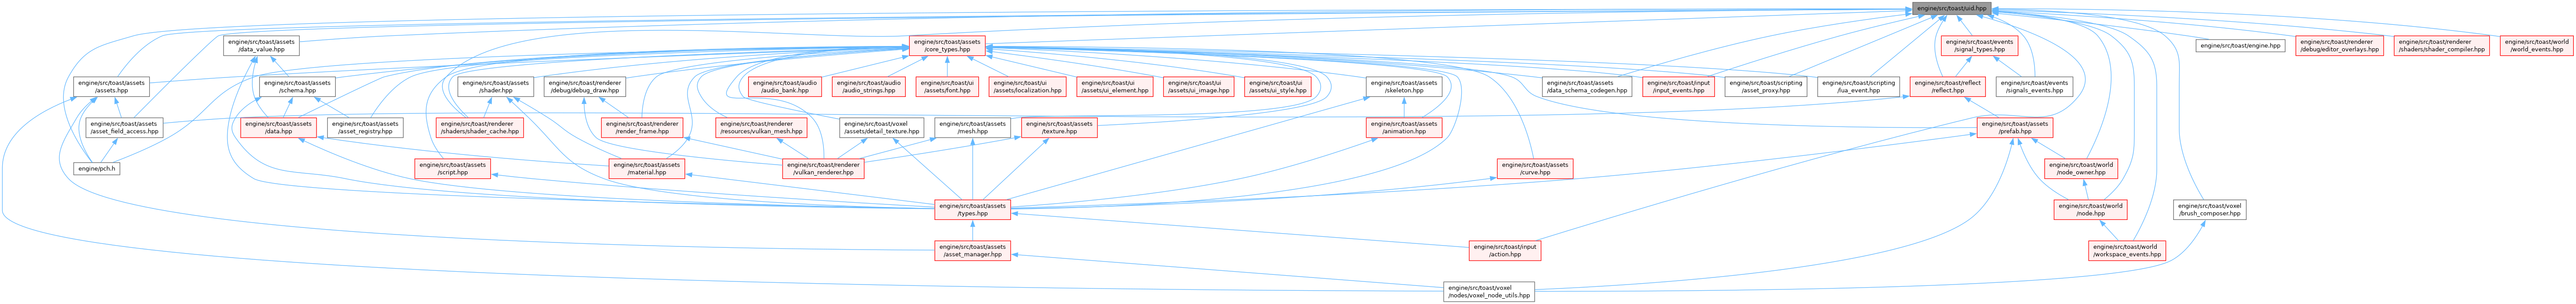 engine/src/toast/uid.hpp
engine/src/toast/assets
/data_value.hpp
engine/src/toast/assets
/core_types.hpp
engine/src/toast/events
/signal_types.hpp
engine/src/toast/engine.hpp
engine/src/toast/renderer
/debug/editor_overlays.hpp
engine/src/toast/renderer
/shaders/shader_compiler.hpp
engine/src/toast/world
/world_events.hpp
engine/src/toast/assets
/assets.hpp
engine/src/toast/assets
/schema.hpp
engine/src/toast/assets
/shader.hpp
engine/src/toast/renderer
/debug/debug_draw.hpp
engine/src/toast/audio
/audio_bank.hpp
engine/src/toast/audio
/audio_strings.hpp
engine/src/toast/ui
/assets/font.hpp
engine/src/toast/ui
/assets/localization.hpp
engine/src/toast/ui
/assets/ui_element.hpp
engine/src/toast/ui
/assets/ui_image.hpp
engine/src/toast/ui
/assets/ui_style.hpp
engine/src/toast/assets
/skeleton.hpp
engine/src/toast/assets
/data_schema_codegen.hpp
engine/src/toast/input
/input_events.hpp
engine/src/toast/scripting
/asset_proxy.hpp
engine/src/toast/scripting
/lua_event.hpp
engine/src/toast/reflect
/reflect.hpp
engine/src/toast/events
/signals_events.hpp
engine/src/toast/assets
/asset_field_access.hpp
engine/src/toast/assets
/data.hpp
engine/src/toast/assets
/asset_registry.hpp
engine/src/toast/renderer
/shaders/shader_cache.hpp
engine/src/toast/renderer
/render_frame.hpp
engine/src/toast/renderer
/resources/vulkan_mesh.hpp
engine/src/toast/voxel
/assets/detail_texture.hpp
engine/src/toast/assets
/mesh.hpp
engine/src/toast/assets
/texture.hpp
engine/src/toast/assets
/animation.hpp
engine/src/toast/assets
/prefab.hpp
engine/pch.h
engine/src/toast/assets
/script.hpp
engine/src/toast/assets
/material.hpp
engine/src/toast/renderer
/vulkan_renderer.hpp
engine/src/toast/assets
/curve.hpp
engine/src/toast/world
/node_owner.hpp
engine/src/toast/assets
/types.hpp
engine/src/toast/world
/node.hpp
engine/src/toast/voxel
/brush_composer.hpp
engine/src/toast/assets
/asset_manager.hpp
engine/src/toast/input
/action.hpp
engine/src/toast/world
/workspace_events.hpp
engine/src/toast/voxel
/nodes/voxel_node_utils.hpp